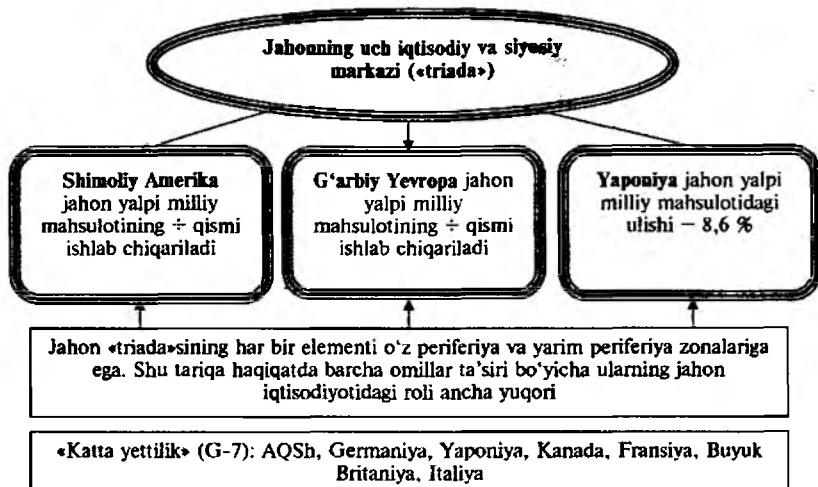 Jahonning uch iqtisodiy va siyosiy
markazi («triada»)
Shimoliy Amerika
jahon yalpi milliy
mahsulotining ÷ qismi
ishlab chiqariladi
G‘arbiy Yevropa jahon
yalpi milliy
mahsulotining ÷ qismi
ishlab chiqariladi
Yaponiya jahon yalpi
milliy mahsulotidagi
ulishi – 8,6 %
Jahon «triada»sining har bir elementi o‘z periferiya va yarim periferiya zonalariga
ega. Shu tariqa haqiqatda barcha omillar ta’siri bo‘yicha ularning jahon
iqtisodiyotidagi roli ancha yuqori
«Katta yettilik» (G-7): AQSh, Germaniya, Yaponiya, Kanada, Fransiya, Buyuk
Britaniya, Italiya